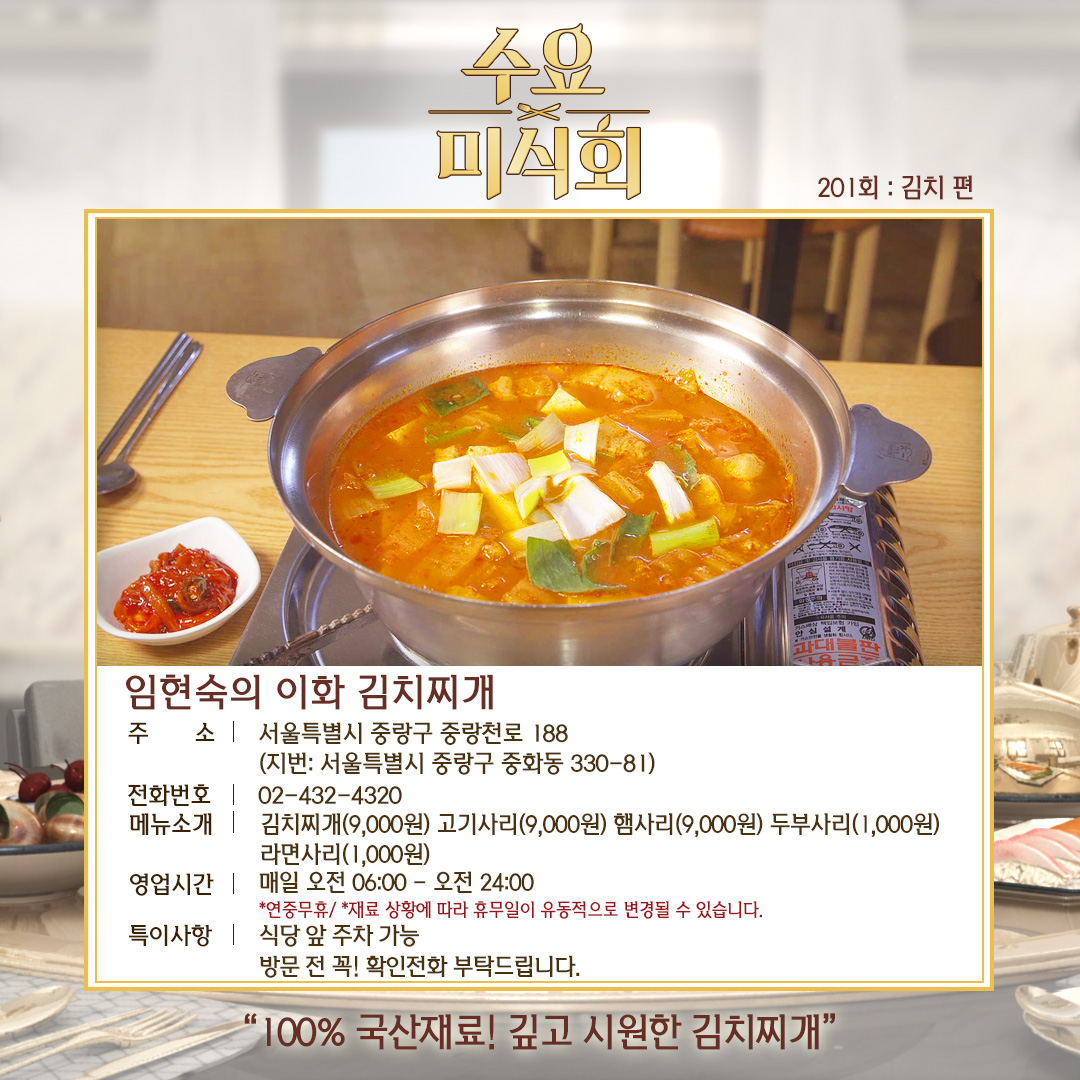 수요
미식회
201회 : 김치 편
안심설계
과대불판
임현숙의 이화 김치찌개
주 소 | 서울특별시 중랑구 중랑천로 188
(지번: 서울특별시 중랑구 중화동 330-81)
전화번호 | 02-432-4320
메뉴소개 | 김치찌개(9,000원) 고기사리(9,000원) 햄사리(9,000원) 두부사리(1,000원)
라면사리(1,000원)
영업시간 | 매일 오전 06:00 - 오전 24:00
*연중무휴/ *재료 상황에 따라 휴무일이 유동적으로 변경될 수 있습니다.
특이사항 | 식당 앞 주차 가능
방문 전 꼭! 확인전화 부탁드립니다.
“100% 국산재료! 깊고 시원한 김치찌개”